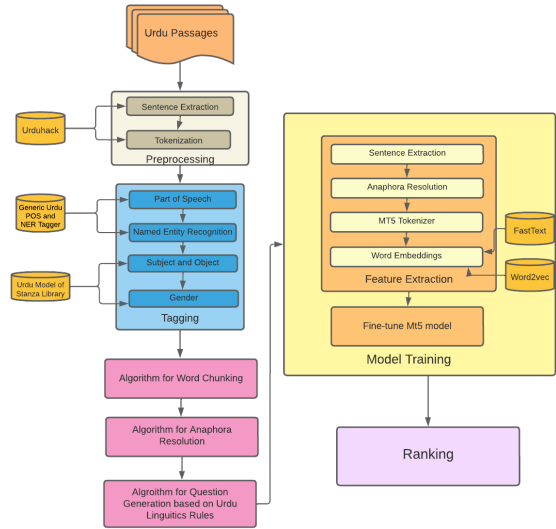 Urdu Passages
Urduhack
Sentence Extraction
Tokenization
Preprocessing
Generic Urdu
POS and
NER Tagger
Part of Speech
Named Entity Recognition
Urdu Model of
Stanza Library
Subject and Object
Gender
Tagging
Algorithm for Word Chunking
Algorithm for Anaphora
Resolution
Algroithm for Question
Generation based on Urdu
Linguitics Rules
Sentence Extraction
Anaphora Resolution
MT5 Tokenizer
Word Embeddings
Feature Extraction
FastText
Word2vec
Fine-tune Mt5 model
Model Training
Ranking